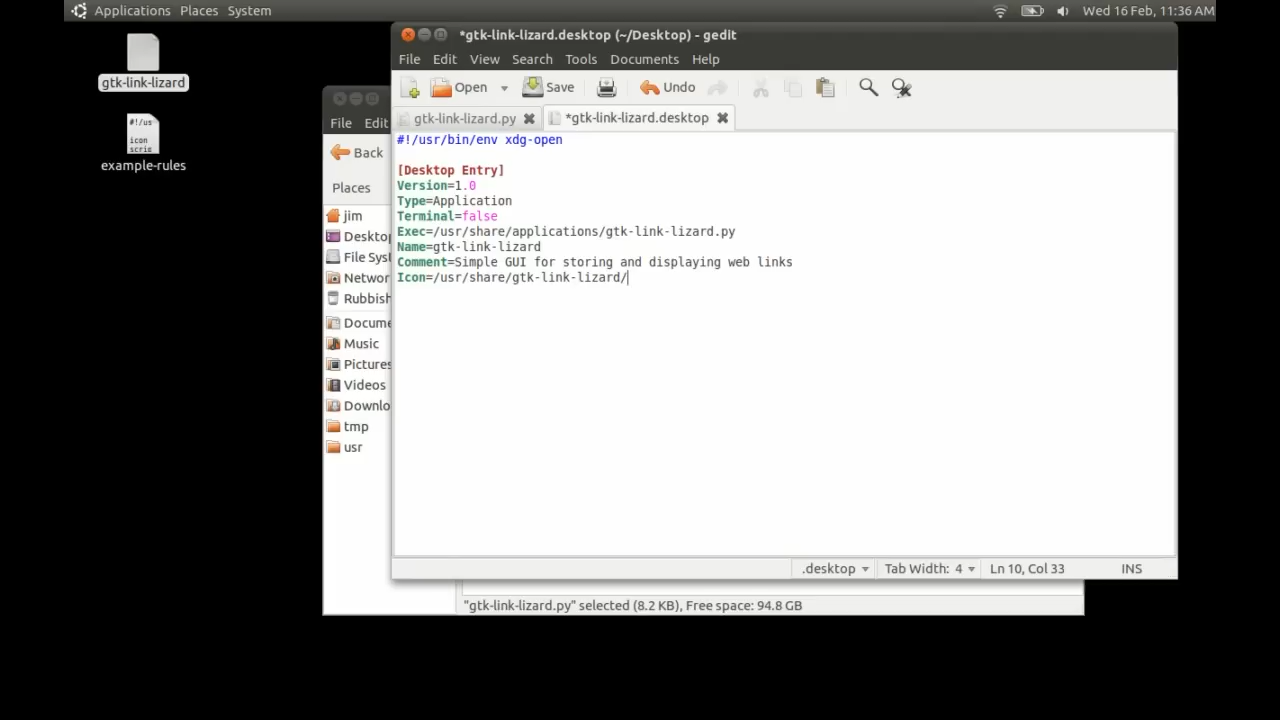 Applications Places System
Wed 16 Feb, 11:36 AM
gtk-link-lizard
#!/us
icon
scrip
example-rules
*gtk-link-lizard.desktop (~/Desktop) - gedit
File Edit View Search Tools Documents Help
Open Save Undo
gtk-link-lizard.py *gtk-link-lizard.desktop
#!/usr/bin/env xdg-open
[Desktop Entry]
Version=1.0
Type=Application
Terminal=false
Exec=/usr/share/applications/gtk-link-lizard.py
Name=gtk-link-lizard
Comment=Simple GUI for storing and displaying web links
Icon=/usr/share/gtk-link-lizard/
.desktop Tab Width: 4 Ln 10, Col 33 INS
File Edit
Back
Places
jim
Deskto
File Sys
Networ
Rubbish
Docume
Music
Pictures
Videos
Downlo
tmp
usr
"gtk-link-lizard.py" selected (8.2 KB), Free space: 94.8 GB